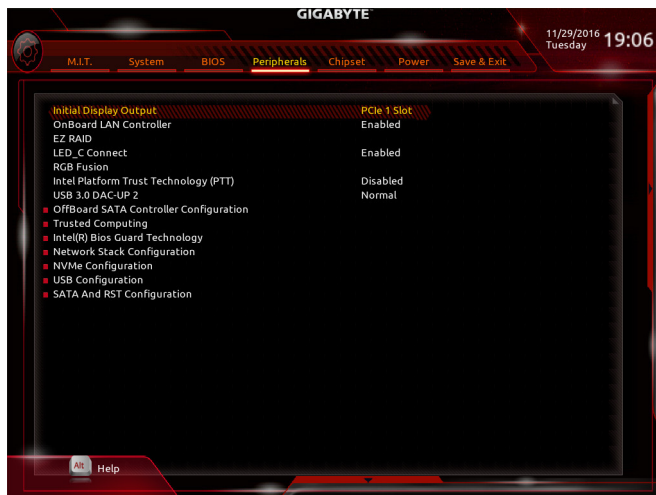 GIGABYTE™
11/29/2016
Tuesday
19:06
M.I.T. System BIOS Peripherals Chipset Power Save & Exit
Initial Display Output PCIe 1 Slot
OnBoard LAN Controller Enabled
EZ RAID
LED_C Connect Enabled
RGB Fusion
Intel Platform Trust Technology (PTT) Disabled
USB 3.0 DAC-UP 2 Normal
OffBoard SATA Controller Configuration
Trusted Computing
Intel(R) Bios Guard Technology
Network Stack Configuration
NVMe Configuration
USB Configuration
SATA And RST Configuration
Alt Help